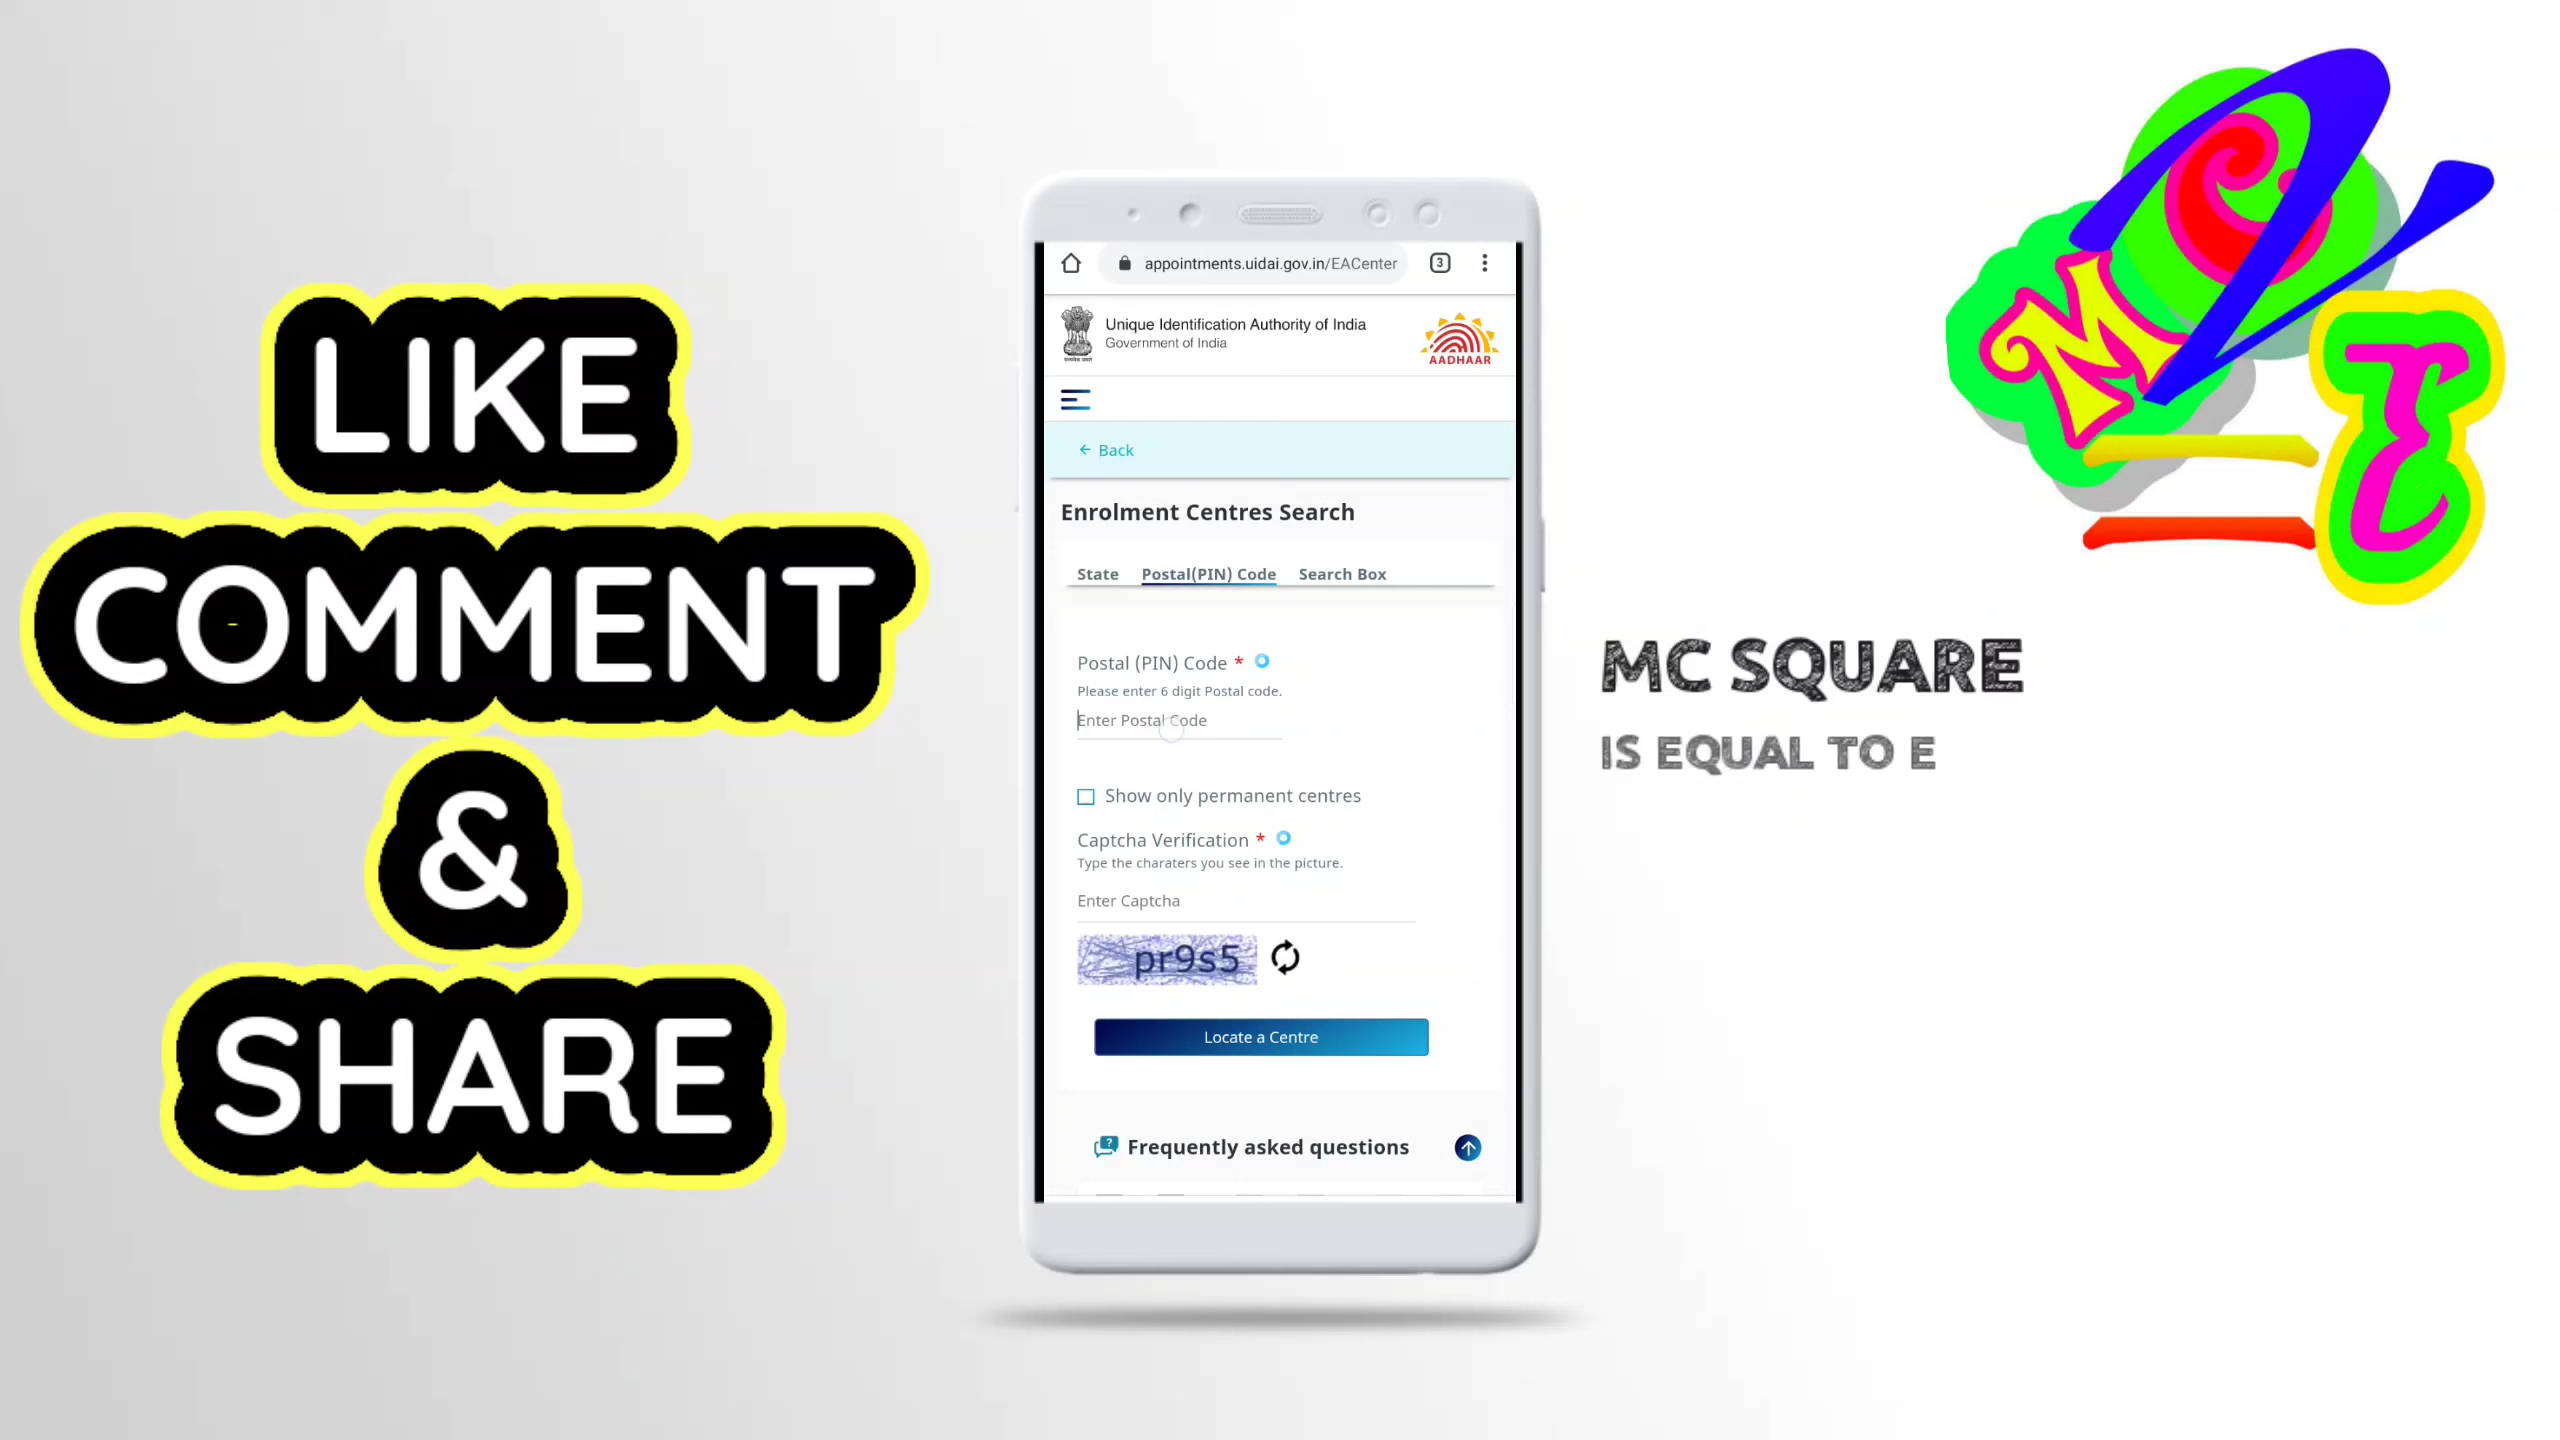 LIKE
COMMENT
&
SHARE
appointments.uidai.gov.in/EACenter
3
Unique Identification Authority of India
Government of India
AADHAAR
← Back
Enrolment Centres Search
State Postal(PIN) Code Search Box
Postal (PIN) Code *
Please enter 6 digit Postal code.
Enter Postal Code
Show only permanent centres
Captcha Verification *
Type the charaters you see in the picture.
Enter Captcha
pr9s5
Locate a Centre
Frequently asked questions
MC
E
MC SQUARE
IS EQUAL TO E